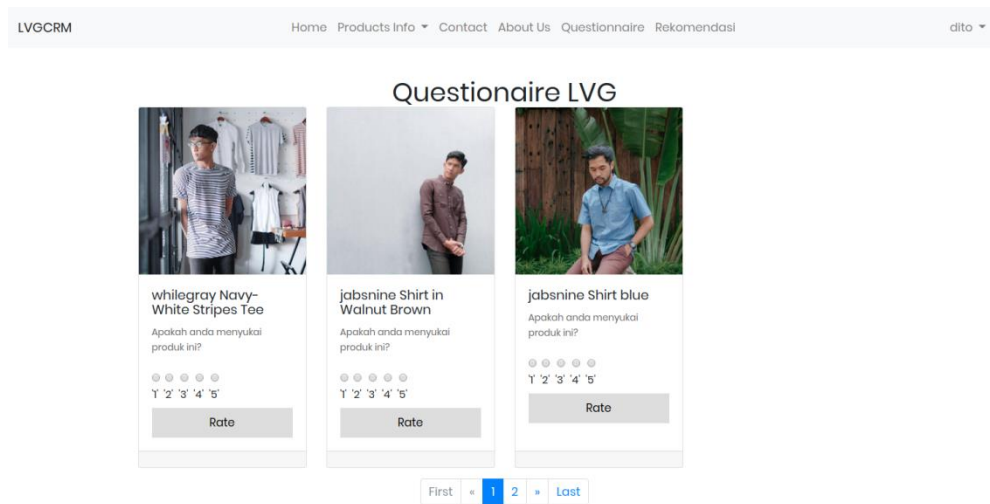 LVGCRM Home Products Info Contact About Us Questionnaire Rekomendasi dito
Questionaire LVG
whilegray Navy-
White Stripes Tee
Apakah anda menyukai
produk ini?
'1' '2' '3' '4' '5'
Rate
jabsnine Shirt in
Walnut Brown
Apakah anda menyukai
produk ini?
'1' '2' '3' '4' '5'
Rate
jabsnine Shirt blue
Apakah anda menyukai
produk ini?
'1' '2' '3' '4' '5'
Rate
First « 1 2 » Last